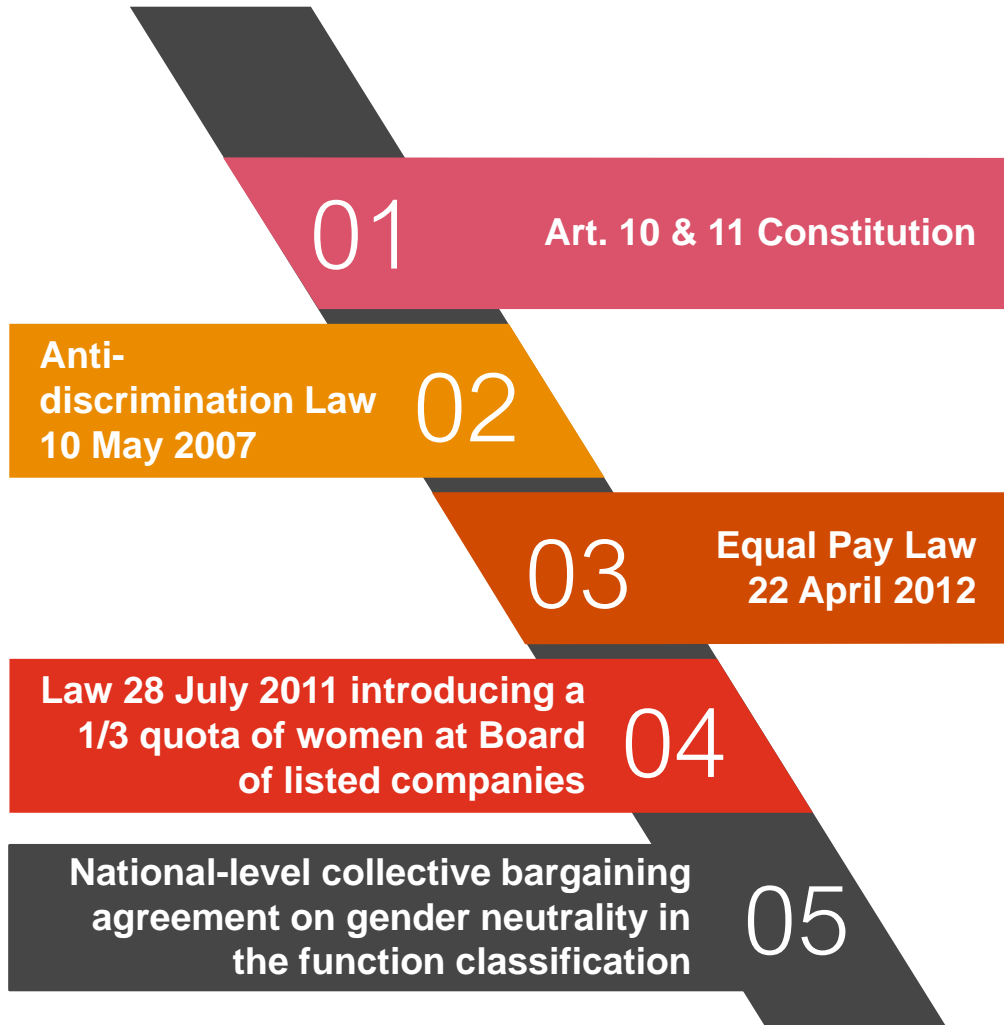 01
Art. 10 & 11 Constitution
Anti-
discrimination Law
10 May 2007
02
03
Equal Pay Law
22 April 2012
Law 28 July 2011 introducing a
1/3 quota of women at Board
of listed companies
04
National-level collective bargaining
agreement on gender neutrality in
the function classification
05